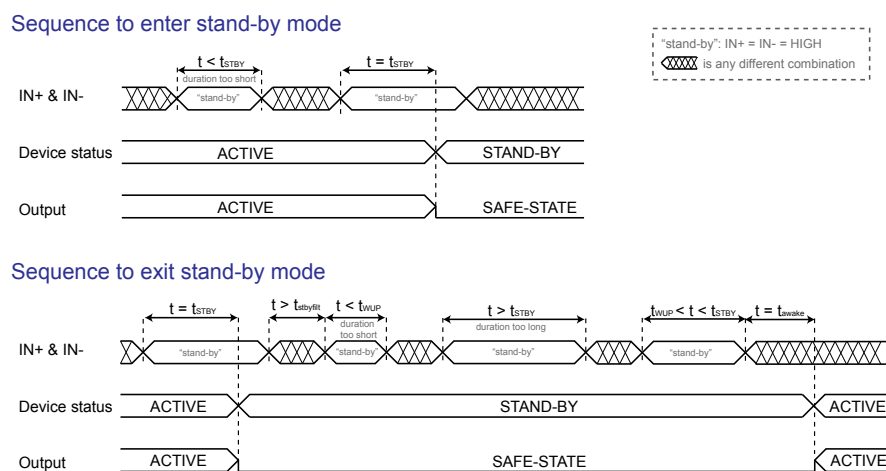 Sequence to enter stand-by mode
"stand-by": IN+ = IN- = HIGH
is any different combination
t < tSTBY
t = tSTBY
duration too short
IN+ & IN-
"stand-by"
"stand-by"
Device status
ACTIVE
STAND-BY
Output
ACTIVE
SAFE-STATE
Sequence to exit stand-by mode
t = tSTBY
t > tstbyfilt
t < tWUP
t > tSTBY
tWUP < t < tSTBY
t = tawake
duration
too short
duration too long
IN+ & IN-
"stand-by"
"stand-by"
"stand-by"
"stand-by"
Device status
ACTIVE
STAND-BY
ACTIVE
Output
ACTIVE
SAFE-STATE
ACTIVE